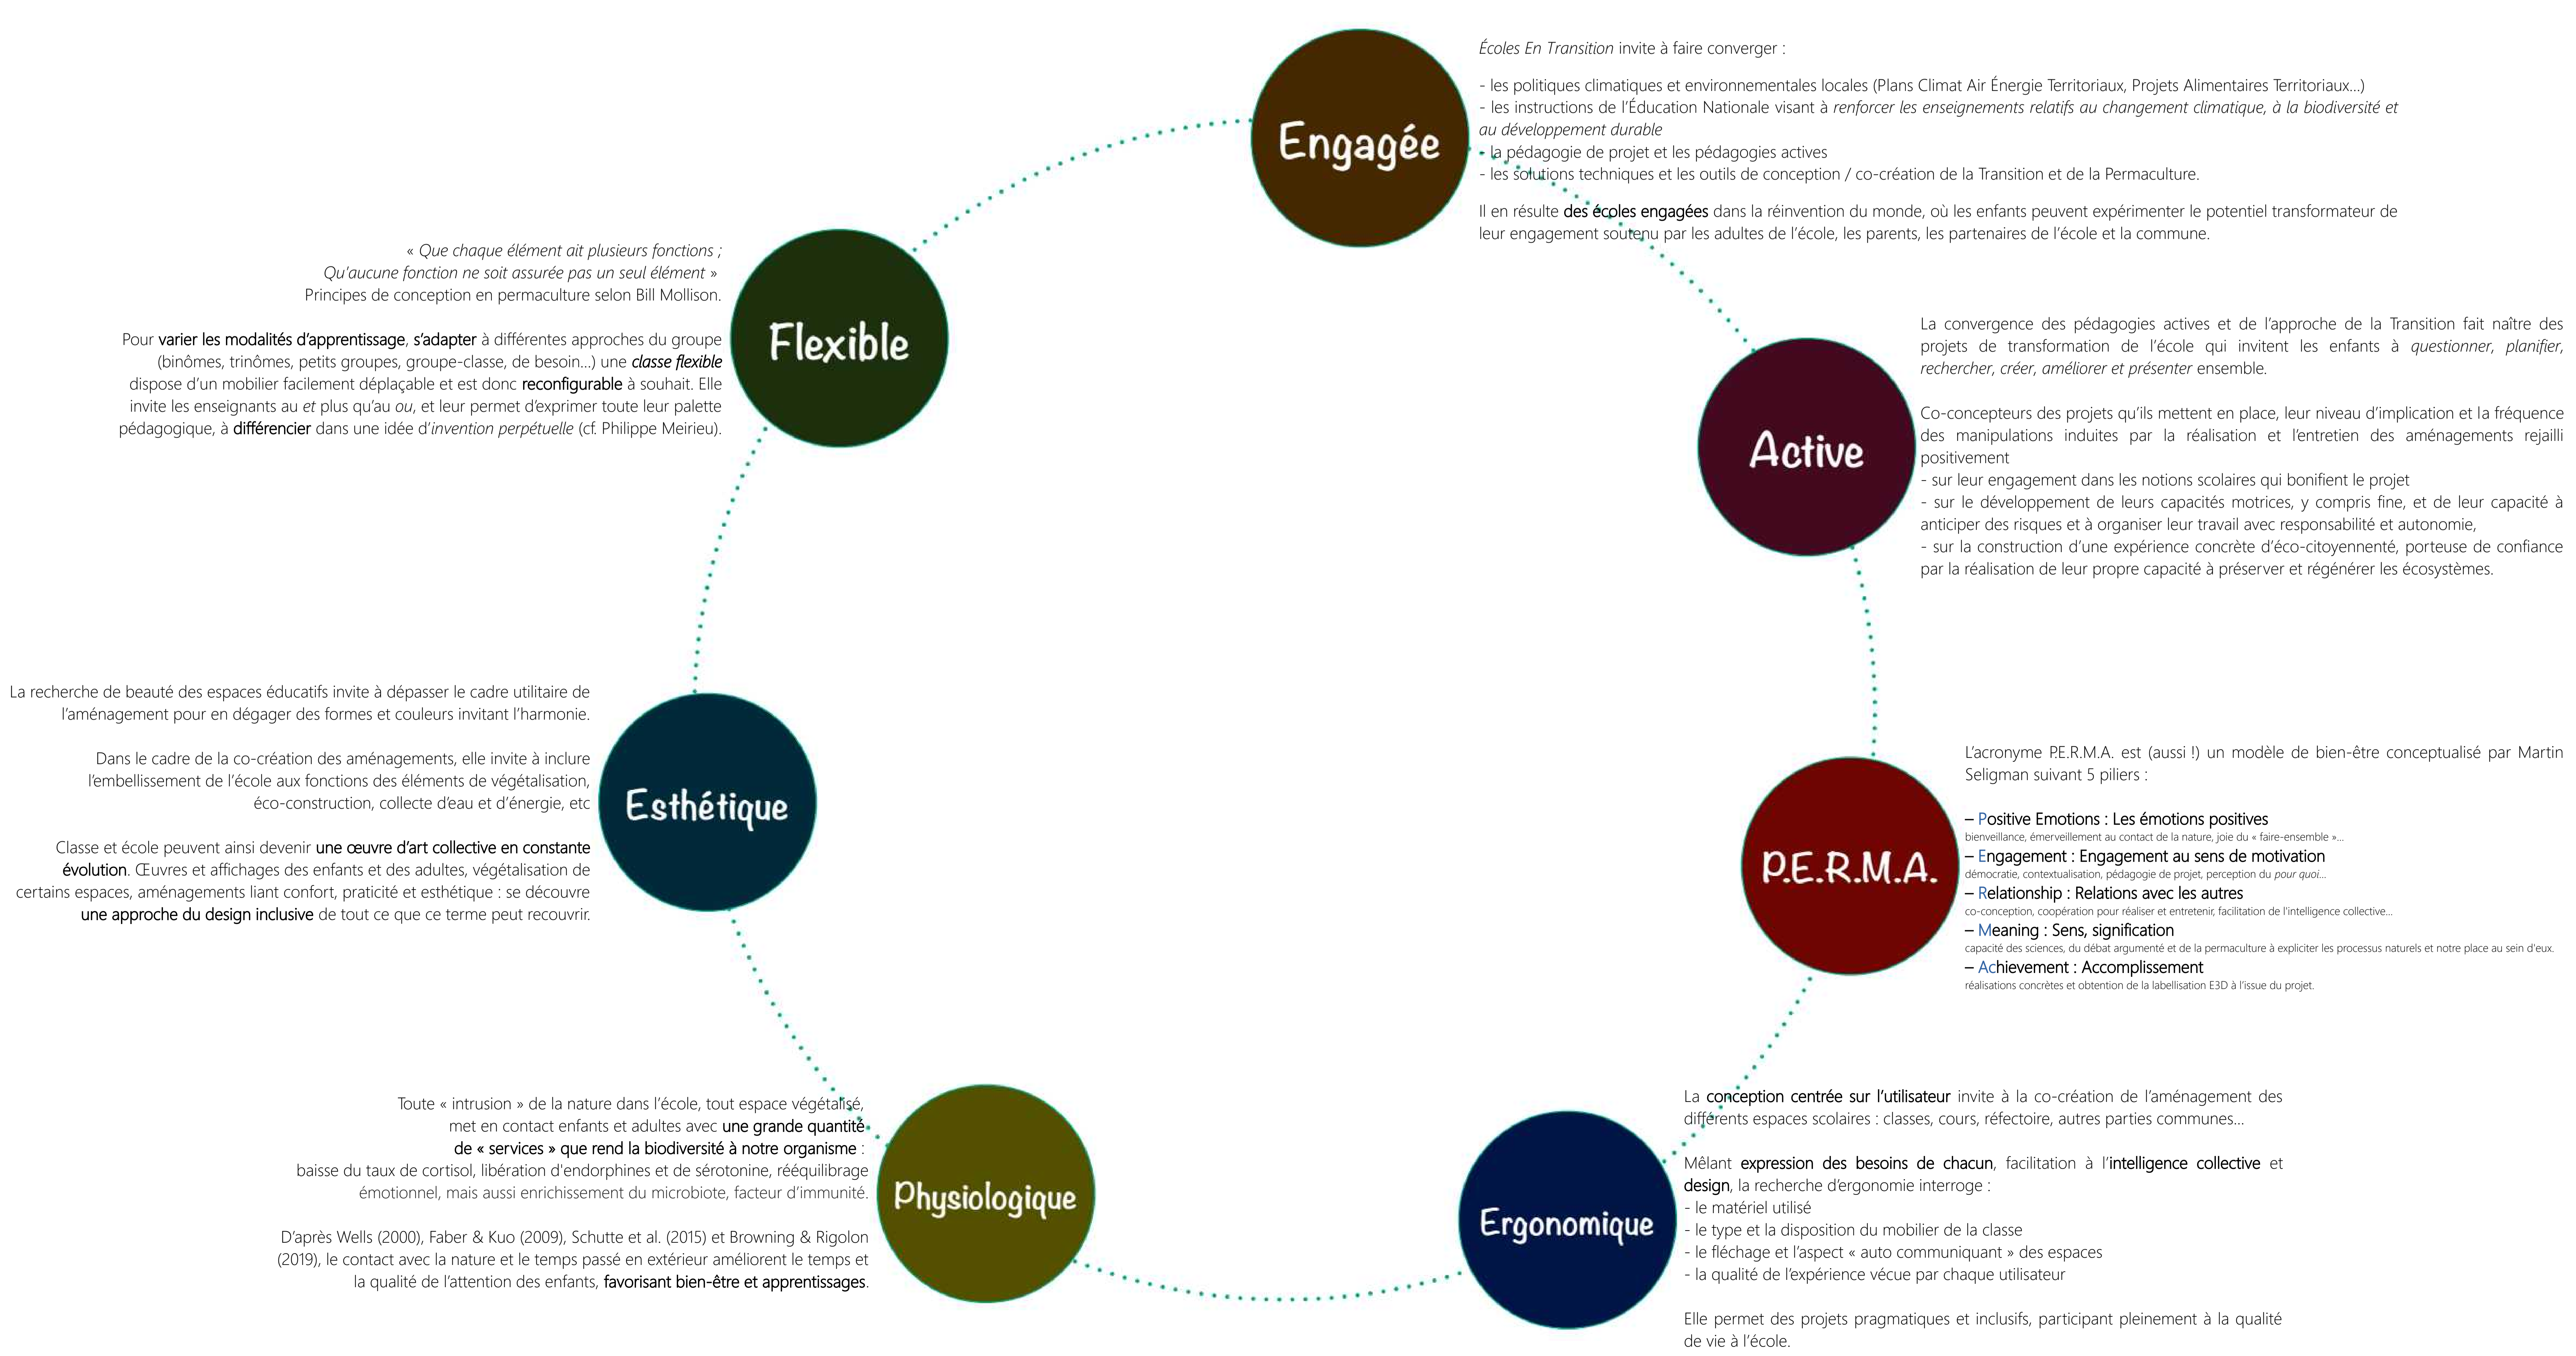 Engagée
Écoles En Transition invite à faire converger :
- les politiques climatiques et environnementales locales (Plans Climat Air Énergie Territoriaux, Projets Alimentaires Territoriaux...)
- les instructions de l'Éducation Nationale visant à renforcer les enseignements relatifs au changement climatique, à la biodiversité et
au développement durable
- la pédagogie de projet et les pédagogies actives
- les solutions techniques et les outils de conception / co-création de la Transition et de la Permaculture.
Il en résulte des écoles engagées dans la réinvention du monde, où les enfants peuvent expérimenter le potentiel transformateur de
leur engagement soutenu par les adultes de l'école, les parents, les partenaires de l'école et la commune.
Active
La convergence des pédagogies actives et de l'approche de la Transition fait naître des
projets de transformation de l'école qui invitent les enfants à questionner, planifier,
rechercher, créer, améliorer et présenter ensemble.
Co-concepteurs des projets qu'ils mettent en place, leur niveau d'implication et la fréquence
des manipulations induites par la réalisation et l'entretien des aménagements rejailli
positivement
- sur leur engagement dans les notions scolaires qui bonifient le projet
- sur le développement de leurs capacités motrices, y compris fine, et de leur capacité à
anticiper des risques et à organiser leur travail avec responsabilité et autonomie,
- sur la construction d'une expérience concrète d'éco-citoyennenté, porteuse de confiance
par la réalisation de leur propre capacité à préserver et régénérer les écosystèmes.
P.E.R.M.A.
L'acronyme P.E.R.M.A. est (aussi !) un modèle de bien-être conceptualisé par Martin
Seligman suivant 5 piliers :
– Positive Emotions : Les émotions positives
bienveillance, émerveillement au contact de la nature, joie du « faire-ensemble »...
– Engagement : Engagement au sens de motivation
démocratie, contextualisation, pédagogie de projet, perception du pour quoi...
– Relationship : Relations avec les autres
co-conception, coopération pour réaliser et entretenir, facilitation de l'intelligence collective...
– Meaning : Sens, signification
capacité des sciences, du débat argumenté et de la permaculture à expliciter les processus naturels et notre place au sein d'eux.
– Achievement : Accomplissement
réalisations concrètes et obtention de la labellisation E3D à l'issue du projet.
Ergonomique
La conception centrée sur l'utilisateur invite à la co-création de l'aménagement des
différents espaces scolaires : classes, cours, réfectoire, autres parties communes...
Mêlant expression des besoins de chacun, facilitation à l'intelligence collective et
design, la recherche d'ergonomie interroge :
- le matériel utilisé
- le type et la disposition du mobilier de la classe
- le fléchage et l'aspect « auto communiquant » des espaces
- la qualité de l'expérience vécue par chaque utilisateur
Elle permet des projets pragmatiques et inclusifs, participant pleinement à la qualité
de vie à l'école.
Physiologique
Toute « intrusion » de la nature dans l'école, tout espace végétalisé,
met en contact enfants et adultes avec une grande quantité
de « services » que rend la biodiversité à notre organisme :
baisse du taux de cortisol, libération d'endorphines et de sérotonine, rééquilibrage
émotionnel, mais aussi enrichissement du microbiote, facteur d'immunité.
D'après Wells (2000), Faber & Kuo (2009), Schutte et al. (2015) et Browning & Rigolon
(2019), le contact avec la nature et le temps passé en extérieur améliorent le temps et
la qualité de l'attention des enfants, favorisant bien-être et apprentissages.
Esthétique
La recherche de beauté des espaces éducatifs invite à dépasser le cadre utilitaire de
l'aménagement pour en dégager des formes et couleurs invitant l'harmonie.
Dans le cadre de la co-création des aménagements, elle invite à inclure
l'embellissement de l'école aux fonctions des éléments de végétalisation,
éco-construction, collecte d'eau et d'énergie, etc
Classe et école peuvent ainsi devenir une œuvre d'art collective en constante
évolution. Œuvres et affichages des enfants et des adultes, végétalisation de
certains espaces, aménagements liant confort, praticité et esthétique : se découvre
une approche du design inclusive de tout ce que ce terme peut recouvrir.
Flexible
« Que chaque élément ait plusieurs fonctions ;
Qu'aucune fonction ne soit assurée pas un seul élément »
Principes de conception en permaculture selon Bill Mollison.
Pour varier les modalités d'apprentissage, s'adapter à différentes approches du groupe
(binômes, trinômes, petits groupes, groupe-classe, de besoin...) une classe flexible
dispose d'un mobilier facilement déplaçable et est donc reconfigurable à souhait. Elle
invite les enseignants au et plus qu'au ou, et leur permet d'exprimer toute leur palette
pédagogique, à différencier dans une idée d'invention perpétuelle (cf. Philippe Meirieu).